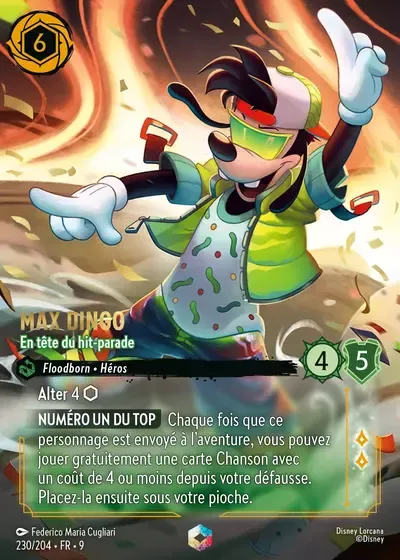 6
MAX DINGO
En tête du hit-parade
Floodborn • Héros
4 5
Alter 4
NUMÉRO UN DU TOP Chaque fois que ce
personnage est envoyé à l'aventure, vous pouvez
jouer gratuitement une carte Chanson avec
un coût de 4 ou moins depuis votre défausse.
Placez-la ensuite sous votre pioche.
Federico Maria Cugliari
230/204 • FR • 9
Disney Lorcana
©Disney